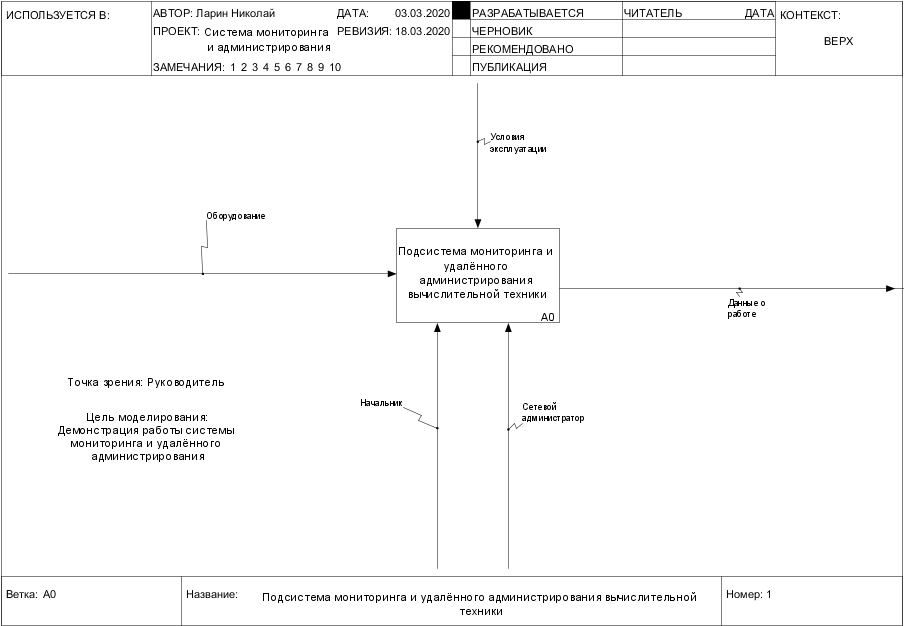 ИСПОЛЬЗУЕТСЯ В:
АВТОР: Ларин Николай
ДАТА: 03.03.2020
ПРОЕКТ: Система мониторинга
и администрирования
РЕВИЗИЯ: 18.03.2020
ЗАМЕЧАНИЯ: 1 2 3 4 5 6 7 8 9 10
РАЗРАБАТЫВАЕТСЯ
ЧЕРНОВИК
РЕКОМЕНДОВАНО
ПУБЛИКАЦИЯ
ЧИТАТЕЛЬ ДАТА
КОНТЕКСТ:
ВЕРХ
Условия
эксплуатации
Оборудование
Подсистема мониторинга и
удалённого
администрирования
вычислительной техники
A0
Данные о
работе
Точка зрения: Руководитель
Цель моделирования:
Демонстрация работы системы
мониторинга и удалённого
администрирования
Начальник
Сетевой
администратор
Ветка: A0
Название:
Подсистема мониторинга и удалённого администрирования вычислительной
техники
Номер: 1